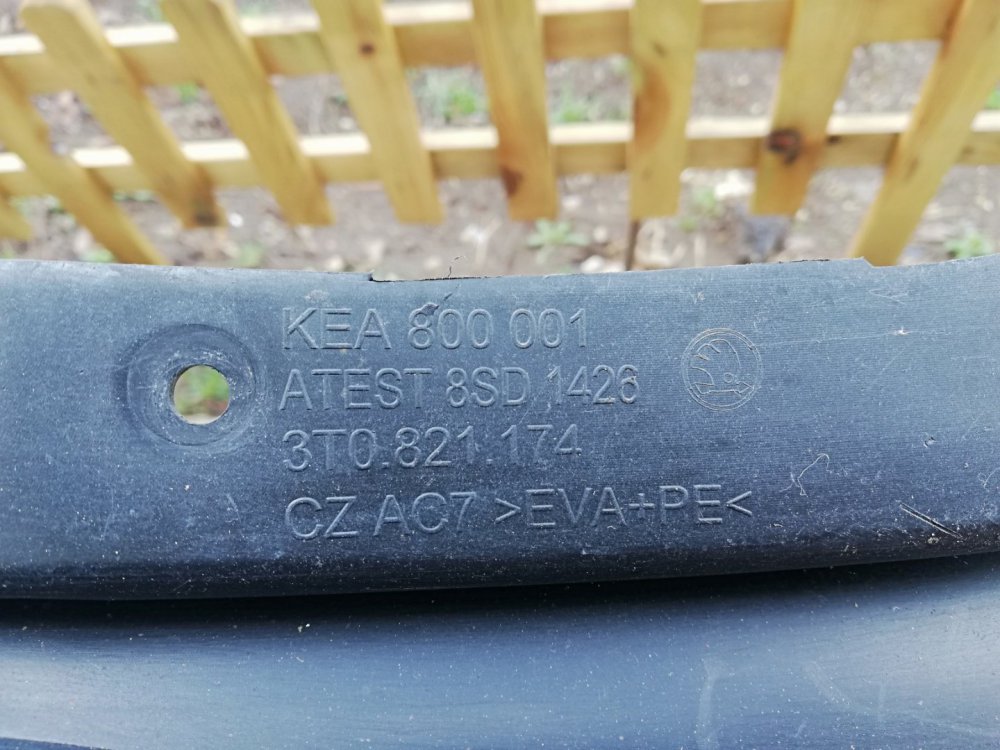 KEA 800 001
ATEST 8SD 1426
3T0.821.174
CZ AC7 >EVA+PE<